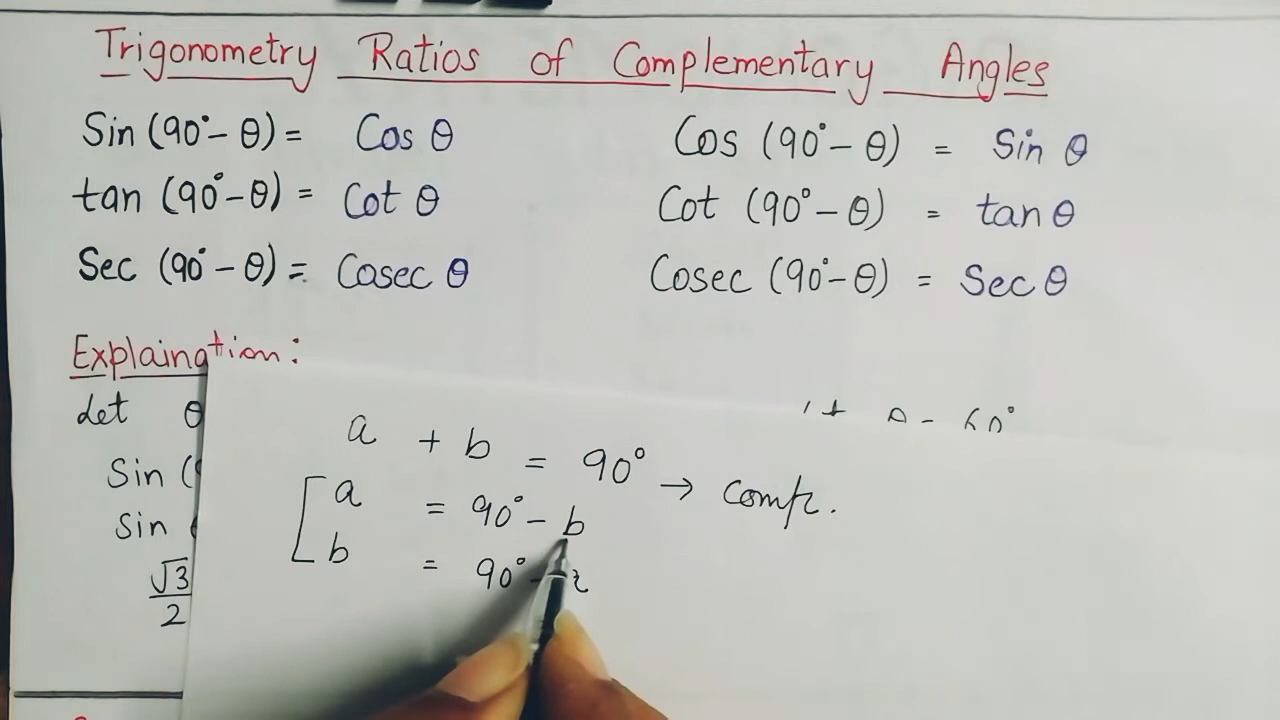 Trigonometry Ratios of Complementary Angles
Sin (90° - θ) = Cos θ
Cos (90° - θ) = Sin θ
tan (90° - θ) = Cot θ
Cot (90° - θ) = tan θ
Sec (90° - θ) = Cosec θ
Cosec (90° - θ) = Sec θ
Explaination:
Let θ
Sin (
Sin
√3/2
a + b = 90° → Comp.
a = 90° - b
b = 90° -